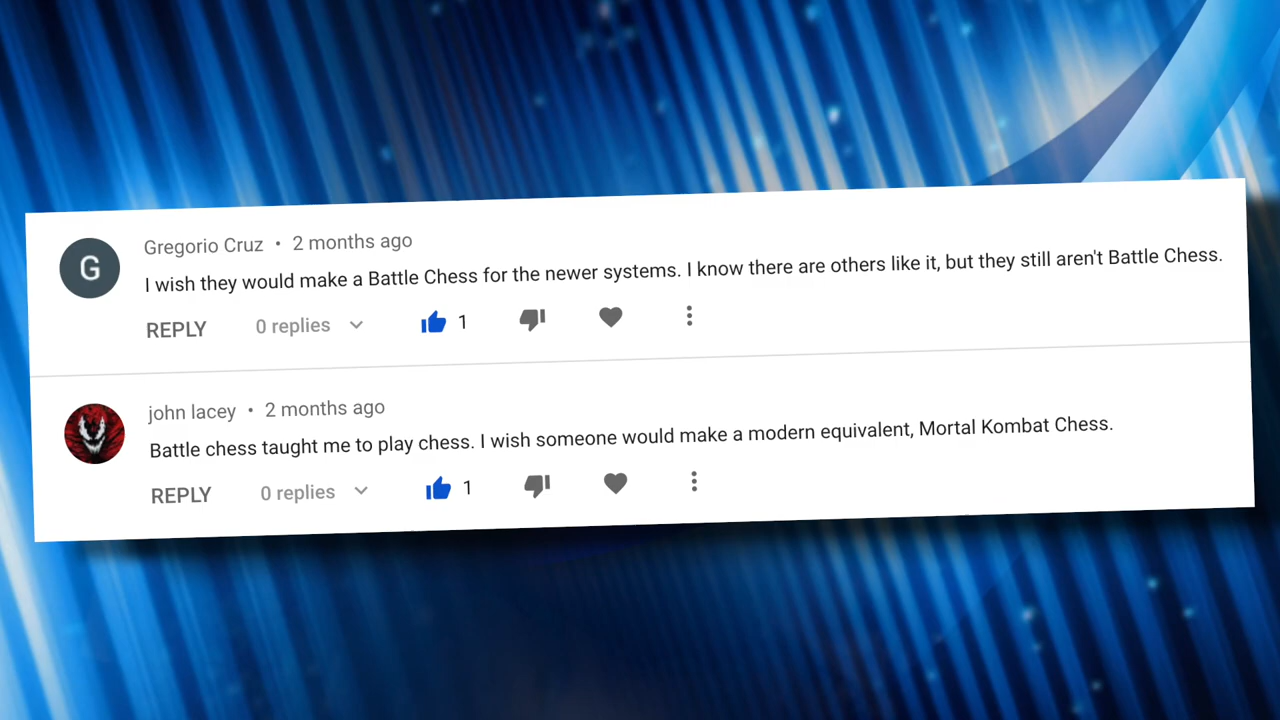 G
Gregorio Cruz • 2 months ago
I wish they would make a Battle Chess for the newer systems. I know there are others like it, but they still aren't Battle Chess.
REPLY 0 replies 1
john lacey • 2 months ago
Battle chess taught me to play chess. I wish someone would make a modern equivalent, Mortal Kombat Chess.
REPLY 0 replies 1